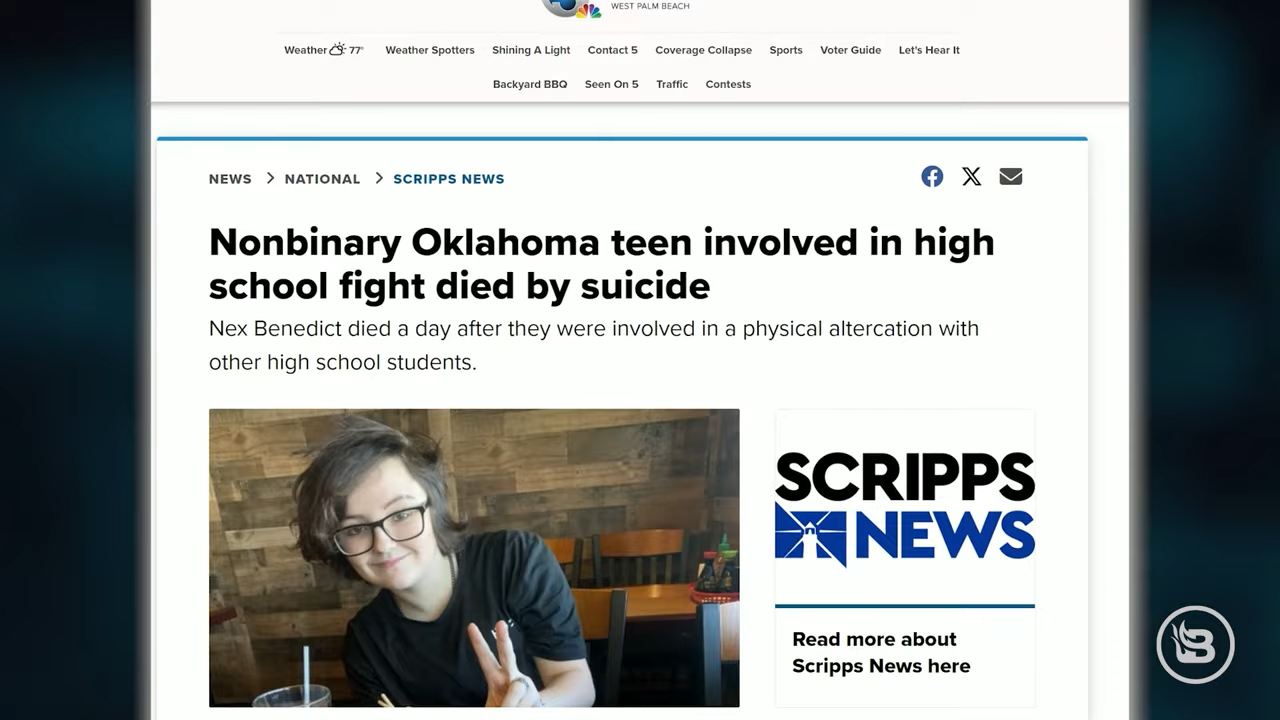 WEST PALM BEACH
Weather 77° Weather Spotters Shining A Light Contact 5 Coverage Collapse Sports Voter Guide Let's Hear It
Backyard BBQ Seen On 5 Traffic Contests
NEWS > NATIONAL > SCRIPPS NEWS
Nonbinary Oklahoma teen involved in high
school fight died by suicide
Nex Benedict died a day after they were involved in a physical altercation with
other high school students.
SCRIPPS
NEWS
Read more about
Scripps News here
B